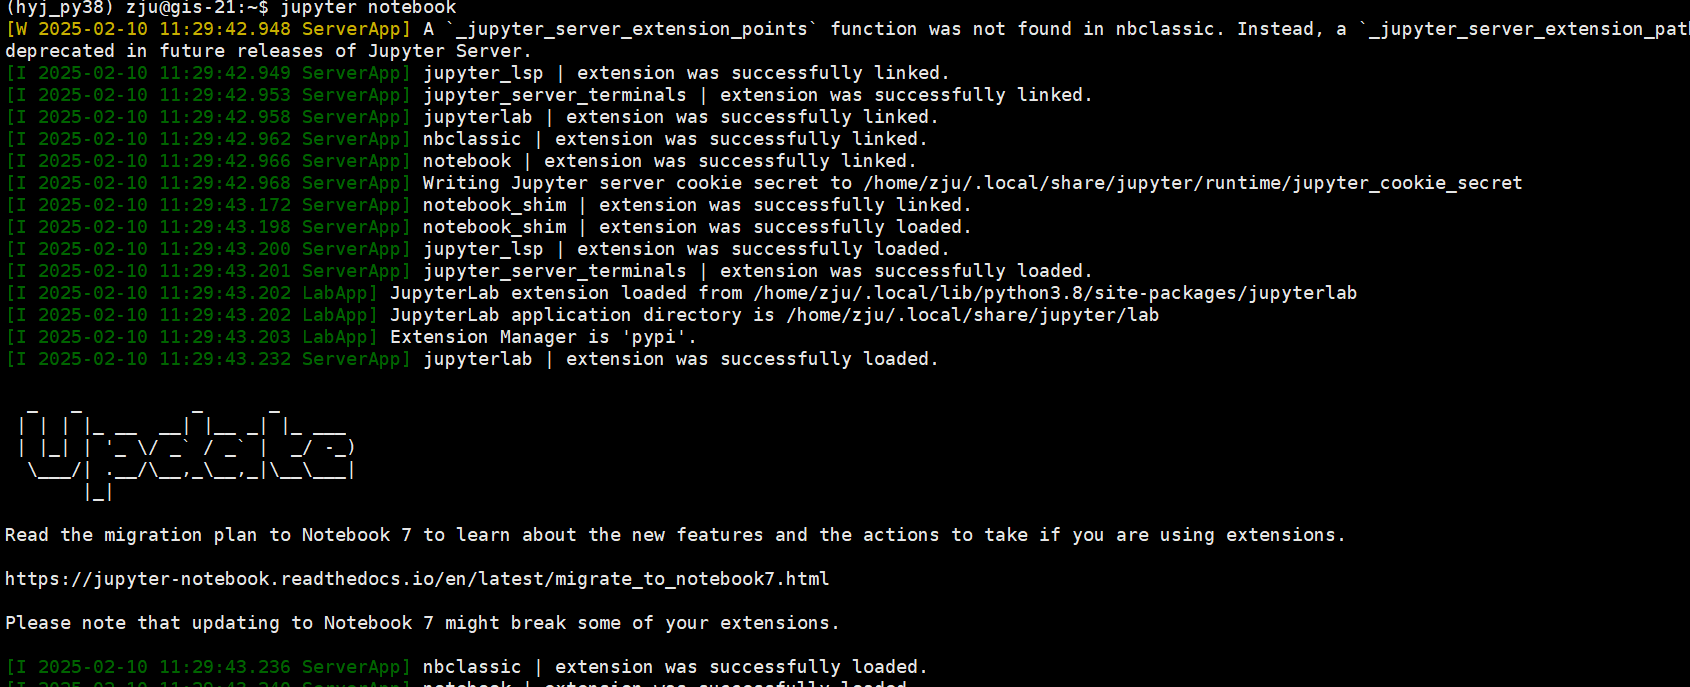 (hyj_py38) zju@gis-21:~$ jupyter notebook
[W 2025-02-10 11:29:42.948 ServerApp] A `_jupyter_server_extension_points` function was not found in nbclassic. Instead, a `_jupyter_server_extension_pat
deprecated in future releases of Jupyter Server.
[I 2025-02-10 11:29:42.949 ServerApp] jupyter_lsp | extension was successfully linked.
[I 2025-02-10 11:29:42.953 ServerApp] jupyter_server_terminals | extension was successfully linked.
[I 2025-02-10 11:29:42.958 ServerApp] jupyterlab | extension was successfully linked.
[I 2025-02-10 11:29:42.962 ServerApp] nbclassic | extension was successfully linked.
[I 2025-02-10 11:29:42.966 ServerApp] notebook | extension was successfully linked.
[I 2025-02-10 11:29:42.968 ServerApp] Writing Jupyter server cookie secret to /home/zju/.local/share/jupyter/runtime/jupyter_cookie_secret
[I 2025-02-10 11:29:43.172 ServerApp] notebook_shim | extension was successfully linked.
[I 2025-02-10 11:29:43.198 ServerApp] notebook_shim | extension was successfully loaded.
[I 2025-02-10 11:29:43.200 ServerApp] jupyter_lsp | extension was successfully loaded.
[I 2025-02-10 11:29:43.201 ServerApp] jupyter_server_terminals | extension was successfully loaded.
[I 2025-02-10 11:29:43.202 LabApp] JupyterLab extension loaded from /home/zju/.local/lib/python3.8/site-packages/jupyterlab
[I 2025-02-10 11:29:43.202 LabApp] JupyterLab application directory is /home/zju/.local/share/jupyter/lab
[I 2025-02-10 11:29:43.203 LabApp] Extension Manager is 'pypi'.
[I 2025-02-10 11:29:43.232 ServerApp] jupyterlab | extension was successfully loaded.
Update
Read the migration plan to Notebook 7 to learn about the new features and the actions to take if you are using extensions.
https://jupyter-notebook.readthedocs.io/en/latest/migrate_to_notebook7.html
Please note that updating to Notebook 7 might break some of your extensions.
[I 2025-02-10 11:29:43.236 ServerApp] nbclassic | extension was successfully loaded.